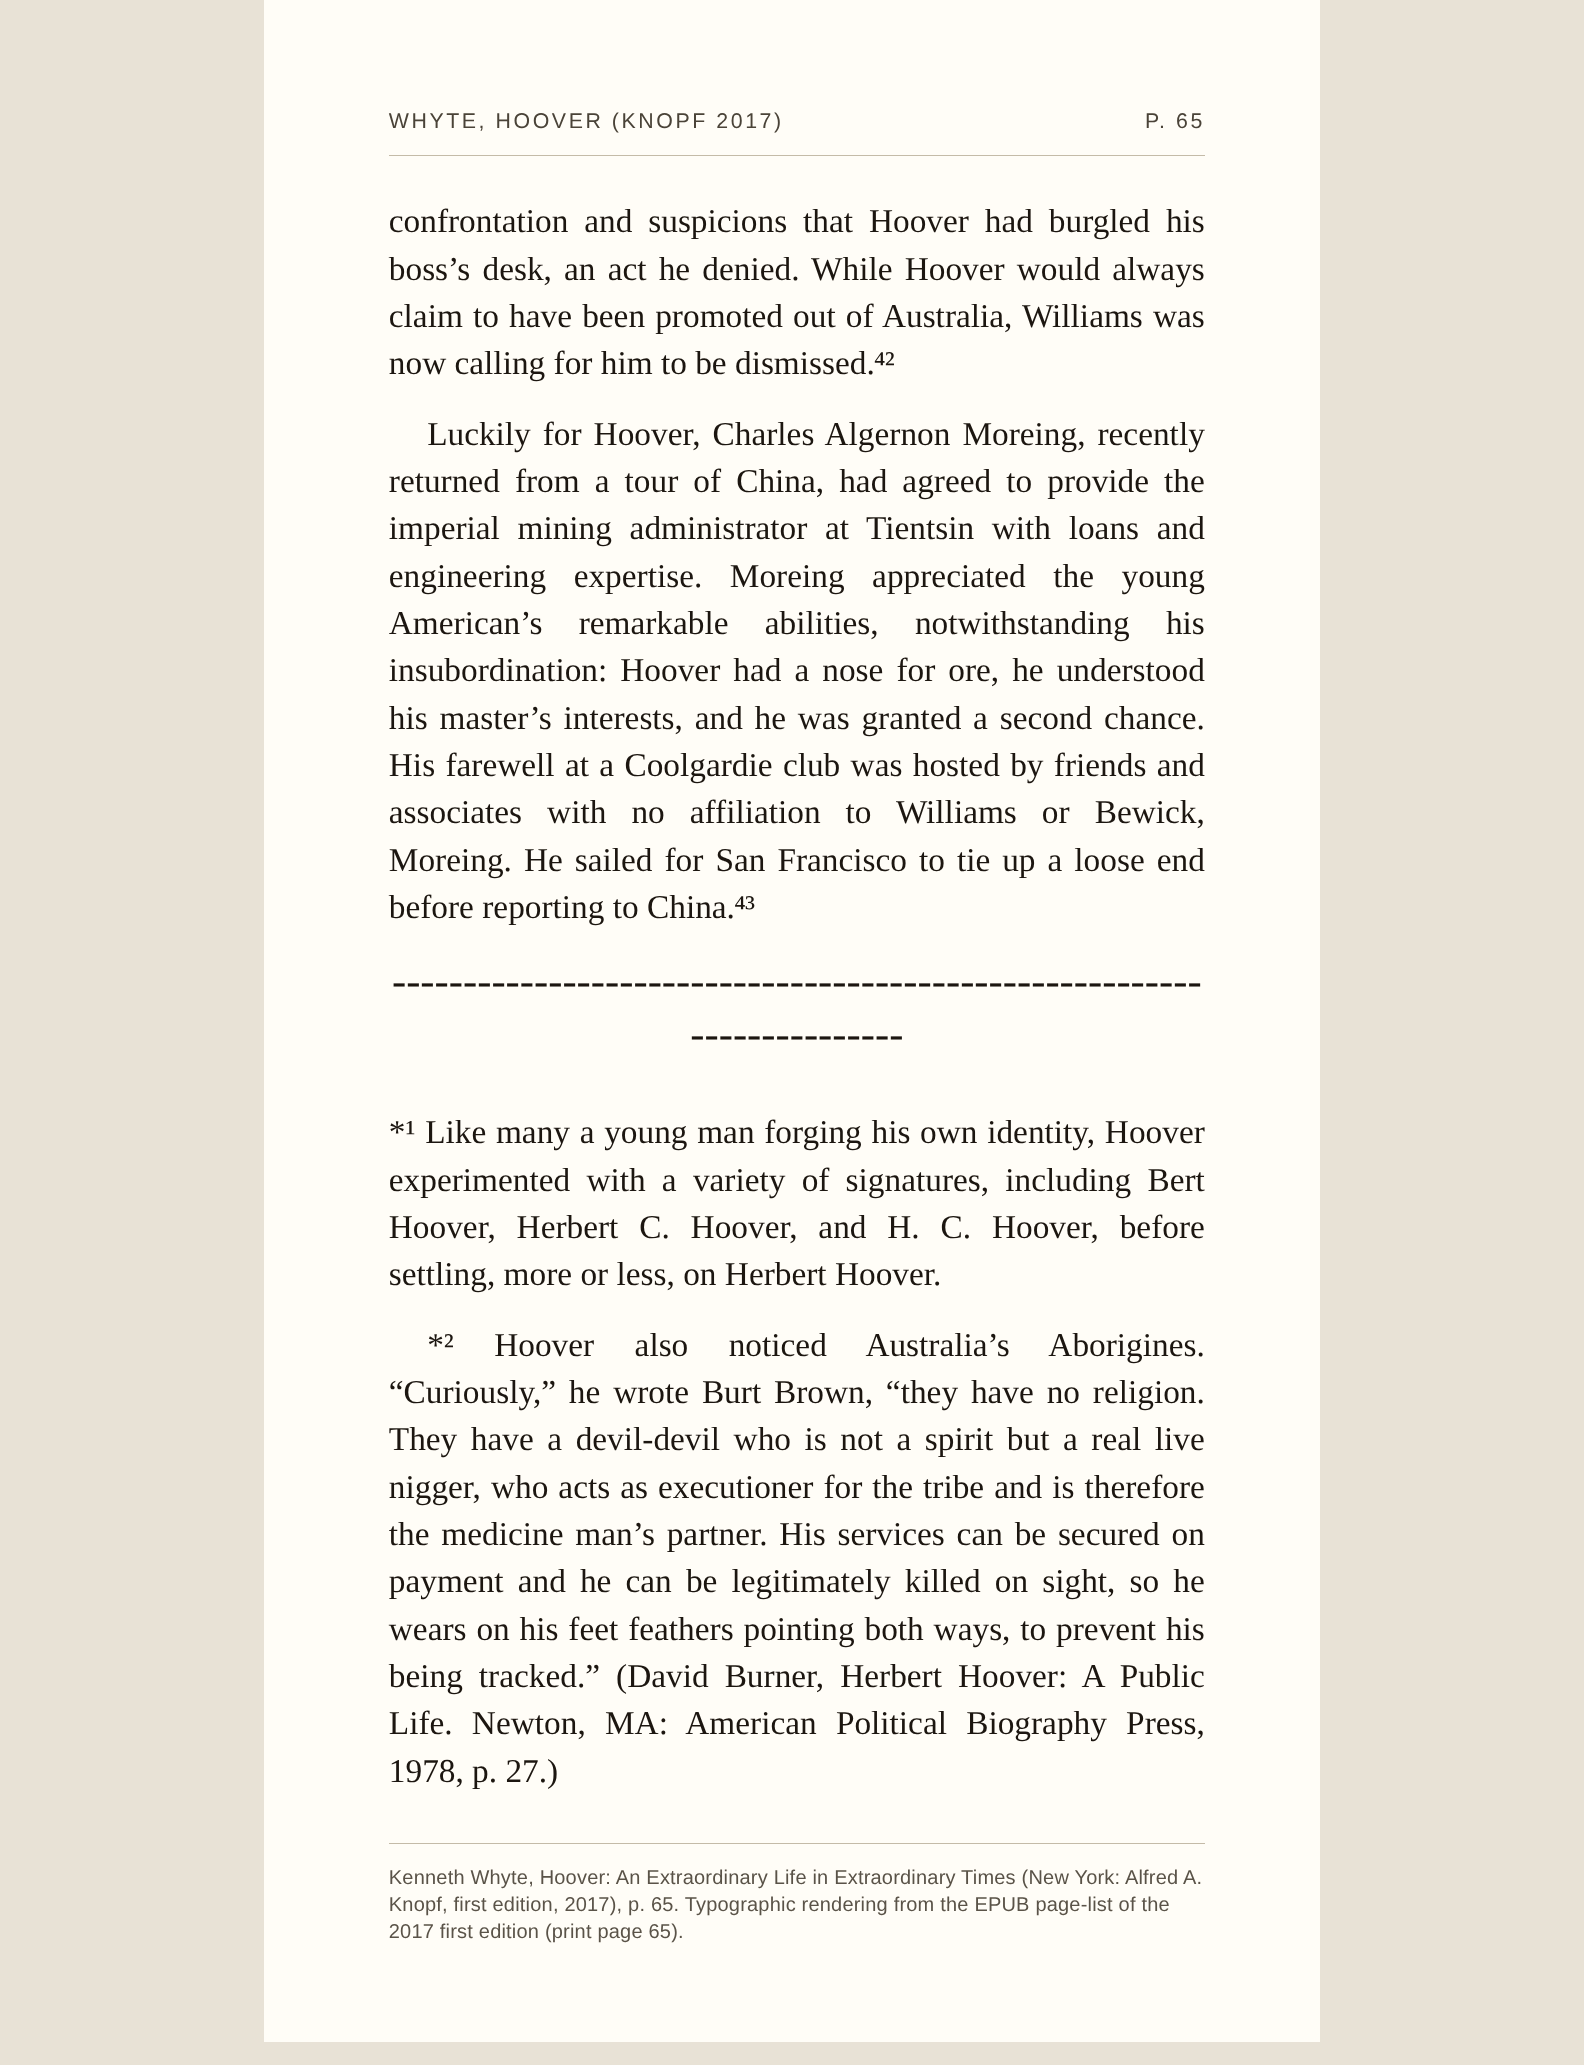 WHYTE, HOOVER (KNOPF 2017) P. 65
confrontation and suspicions that Hoover had burgled his
boss’s desk, an act he denied. While Hoover would always
claim to have been promoted out of Australia, Williams was
now calling for him to be dismissed.⁴²
Luckily for Hoover, Charles Algernon Moreing, recently
returned from a tour of China, had agreed to provide the
imperial mining administrator at Tientsin with loans and
engineering expertise. Moreing appreciated the young
American’s remarkable abilities, notwithstanding his
insubordination: Hoover had a nose for ore, he understood
his master’s interests, and he was granted a second chance.
His farewell at a Coolgardie club was hosted by friends and
associates with no affiliation to Williams or Bewick,
Moreing. He sailed for San Francisco to tie up a loose end
before reporting to China.⁴³
---------------------------------------------------------
---------------
*¹ Like many a young man forging his own identity, Hoover
experimented with a variety of signatures, including Bert
Hoover, Herbert C. Hoover, and H. C. Hoover, before
settling, more or less, on Herbert Hoover.
*² Hoover also noticed Australia’s Aborigines.
“Curiously,” he wrote Burt Brown, “they have no religion.
They have a devil-devil who is not a spirit but a real live
nigger, who acts as executioner for the tribe and is therefore
the medicine man’s partner. His services can be secured on
payment and he can be legitimately killed on sight, so he
wears on his feet feathers pointing both ways, to prevent his
being tracked.” (David Burner, Herbert Hoover: A Public
Life. Newton, MA: American Political Biography Press,
1978, p. 27.)
Kenneth Whyte, Hoover: An Extraordinary Life in Extraordinary Times (New York: Alfred A.
Knopf, first edition, 2017), p. 65. Typographic rendering from the EPUB page-list of the
2017 first edition (print page 65).